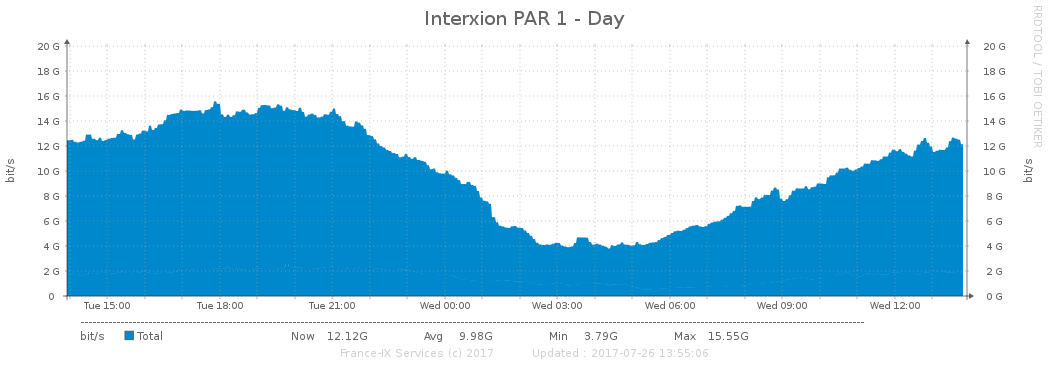 Interxion PAR 1 - Day
RRDTOOL / TOBI OETIKER
bit/s
20 G 20 G
18 G 18 G
16 G 16 G
14 G 14 G
12 G 12 G
10 G 10 G
8 G 8 G
6 G 6 G
4 G 4 G
2 G 2 G
0 0 G
bit/s
Tue 15:00 Tue 18:00 Tue 21:00 Wed 00:00 Wed 03:00 Wed 06:00 Wed 09:00 Wed 12:00
bit/s Total Now 12.12G Avg 9.98G Min 3.79G Max 15.55G
France-IX Services (c) 2017 Updated : 2017-07-26 13:55:06